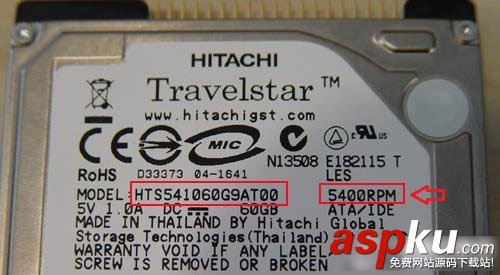 HITACHI
Travelstar™
www.hitachigst.com
CE MIC N13508 E182115 T
RoHS D33373 04-1641 LES
MODEL:HTS541060G9AT00 5400RPM
5V 1.0A DC 60GB ATA/IDE
MADE IN THAILAND BY Hitachi Global
Storage Technologies(Thailand)
WARRANTY VOID IF ANY LABEL
SCREW IS REMOVED OR BROKEN
aspku.com
免费网站源码下载站!